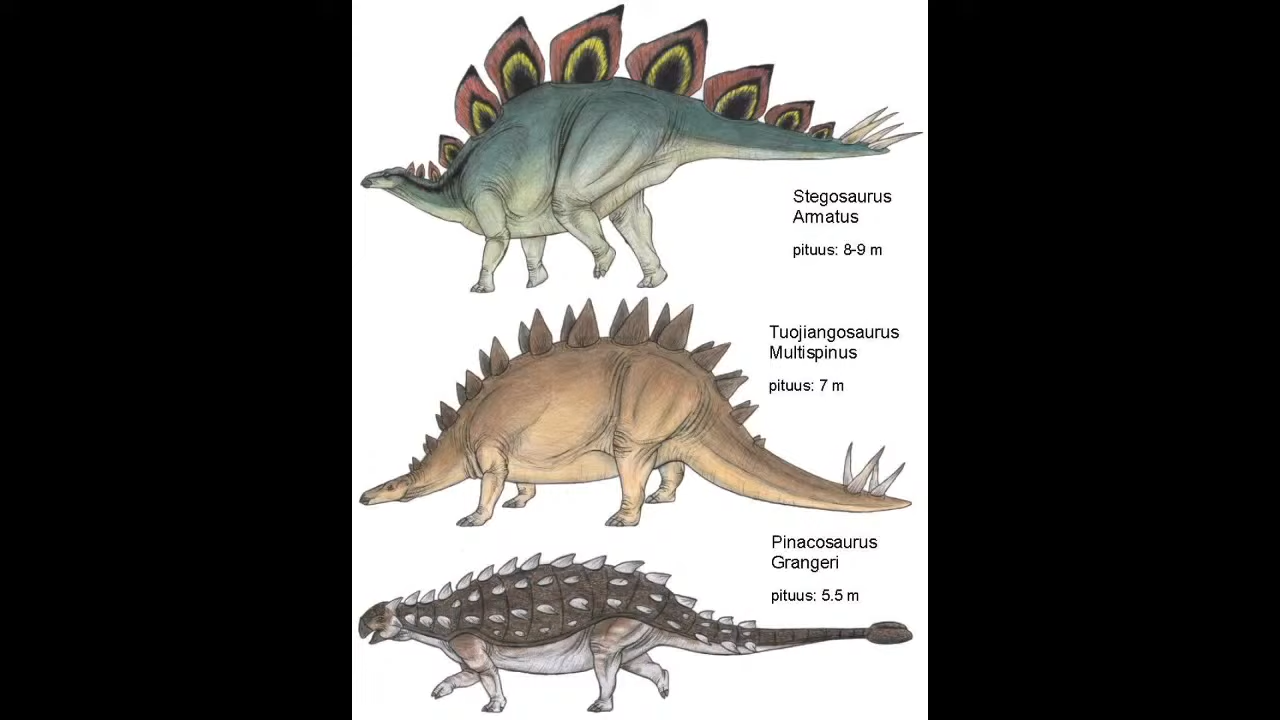 Stegosaurus
Armatus
pituus: 8-9 m
Tuojiangosaurus
Multispinus
pituus: 7 m
Pinacosaurus
Grangeri
pituus: 5.5 m